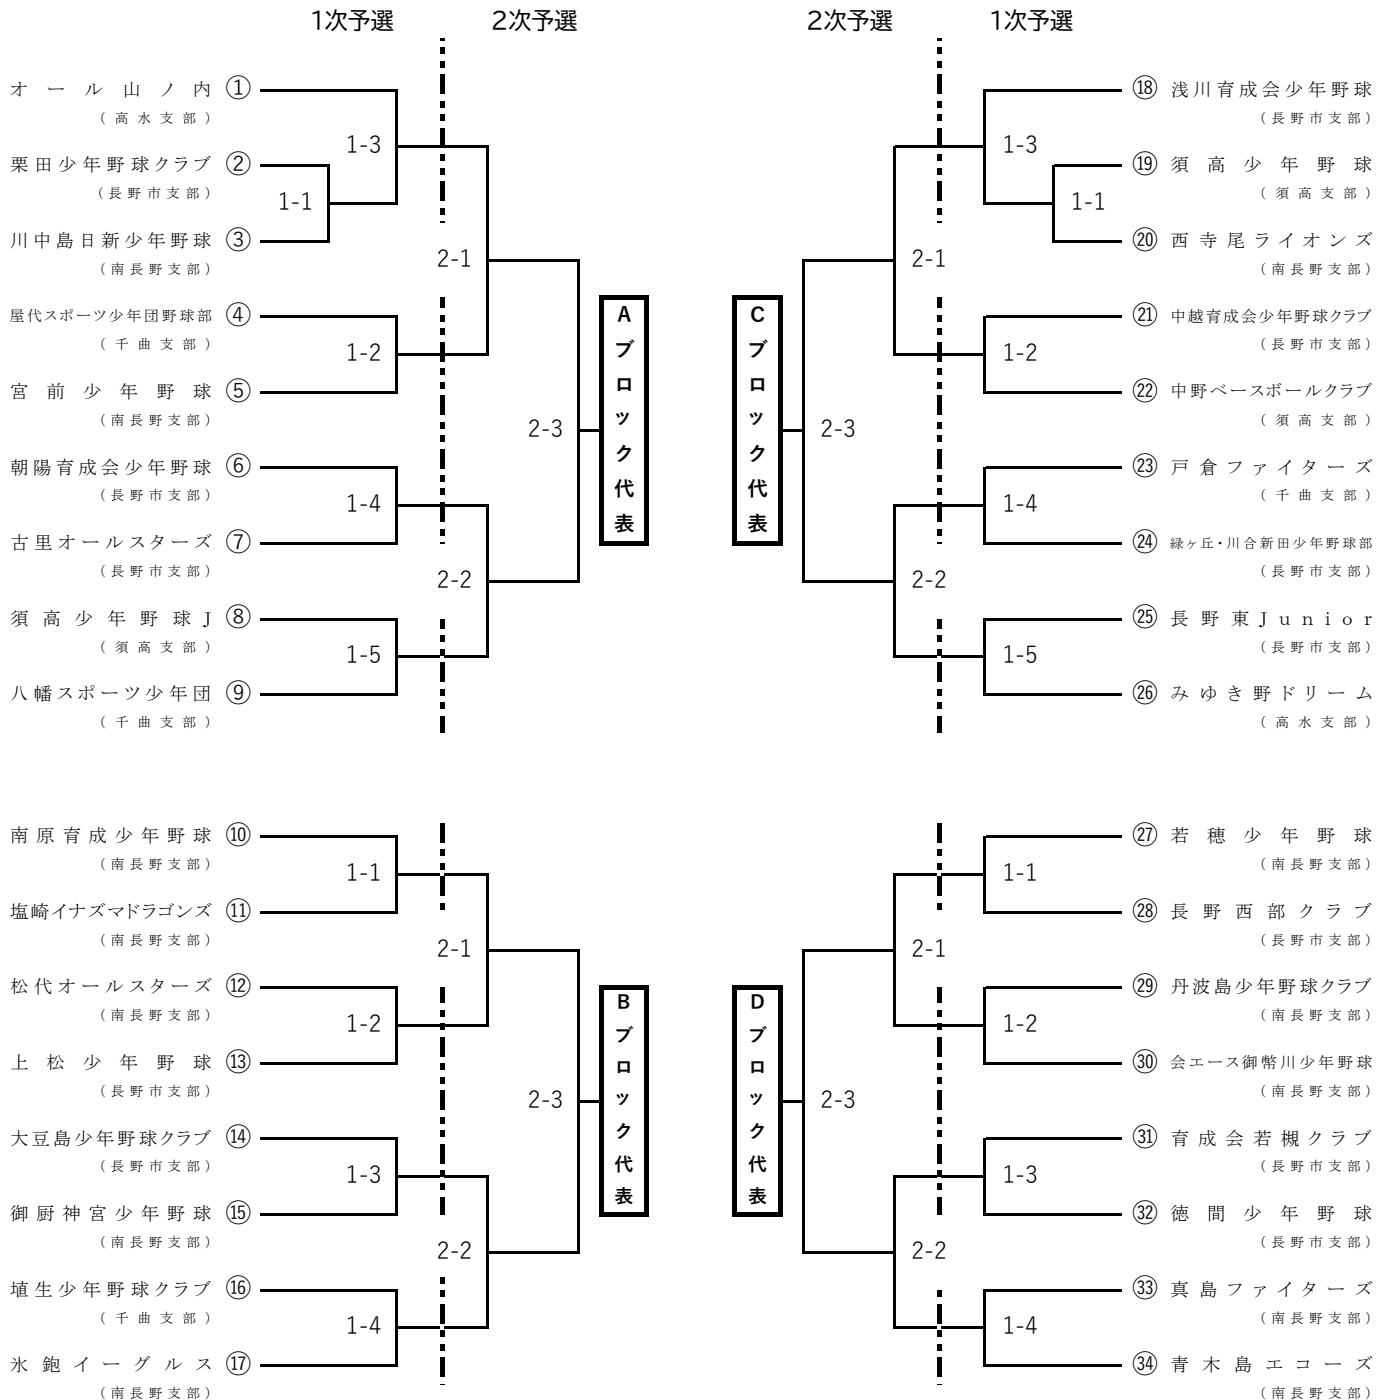 1次予選 2次予選
オール山ノ内 ①
（高水支部）
1-3
栗田少年野球クラブ ②
（長野市支部）
1-1
川中島日新少年野球 ③
（南長野支部）
2-1
屋代スポーツ少年団野球部 ④
（千曲支部）
1-2
宮前少年野球 ⑤
（南長野支部）
2-3
Aブロック代表
朝陽育成会少年野球 ⑥
（長野市支部）
1-4
古里オールスターズ ⑦
（長野市支部）
2-2
須高少年野球J ⑧
（須高支部）
1-5
八幡スポーツ少年団 ⑨
（千曲支部）
南原育成少年野球 ⑩
（南長野支部）
1-1
塩崎イナズマドラゴンズ ⑪
（南長野支部）
2-1
松代オールスターズ ⑫
（南長野支部）
1-2
上松少年野球 ⑬
（長野市支部）
2-3
Bブロック代表
大豆島少年野球クラブ ⑭
（長野市支部）
1-3
御厨神宮少年野球 ⑮
（南長野支部）
2-2
埴生少年野球クラブ ⑯
（千曲支部）
1-4
氷鉋イーグルス ⑰
（南長野支部）
2次予選 1次予選
⑱ 浅川育成会少年野球
（長野市支部）
1-3
⑲ 須高少年野球
（須高支部）
1-1
⑳ 西寺尾ライオンズ
（南長野支部）
2-1
㉑ 中越育成会少年野球クラブ
（長野市支部）
1-2
㉒ 中野ベースボールクラブ
（須高支部）
Cブロック代表
2-3
㉓ 戸倉ファイターズ
（千曲支部）
1-4
㉔ 緑ヶ丘・川合新田少年野球部
（長野市支部）
2-2
㉕ 長野東Junior
（長野市支部）
1-5
㉖ みゆき野ドリーム
（高水支部）
㉗ 若穂少年野球
（南長野支部）
1-1
㉘ 長野西部クラブ
（長野市支部）
2-1
㉙ 丹波島少年野球クラブ
（南長野支部）
1-2
㉚ 会エース御幣川少年野球
（南長野支部）
Dブロック代表
2-3
㉛ 育成会若槻クラブ
（長野市支部）
1-3
㉜ 徳間少年野球
（長野市支部）
2-2
㉝ 真島ファイターズ
（南長野支部）
1-4
㉞ 青木島エコーズ
（南長野支部）